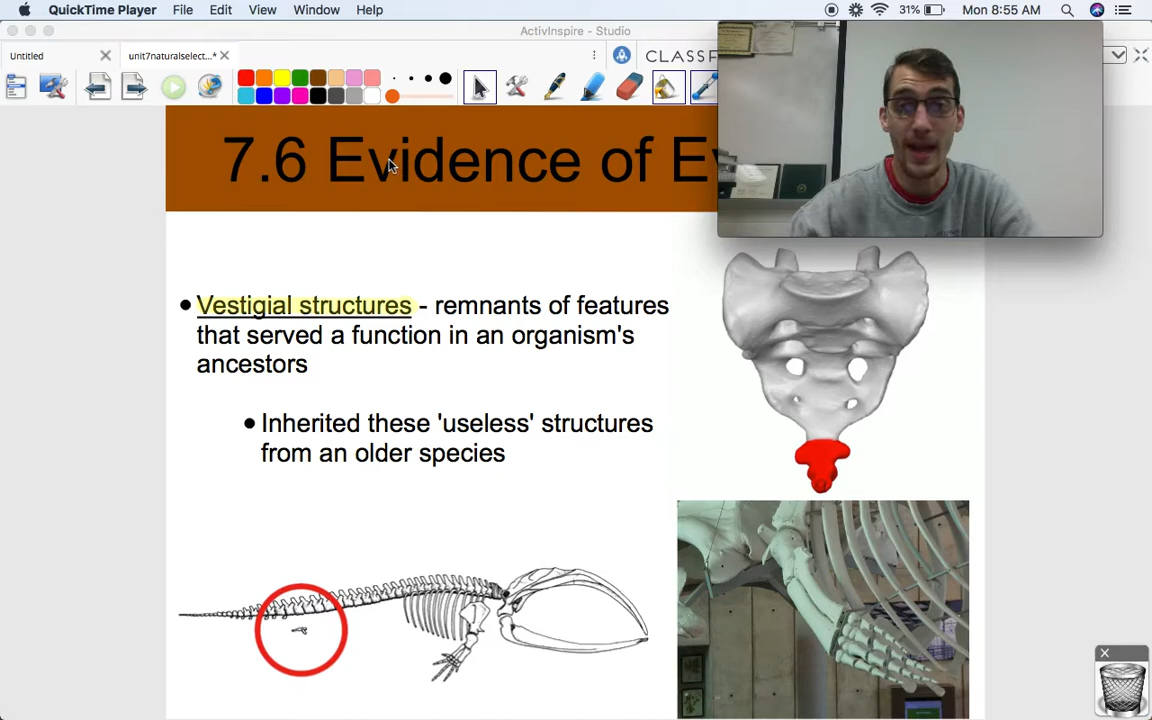 QuickTime Player File Edit View Window Help 31% Mon 8:55 AM
ActivInspire - Studio
Untitled unit7naturalselect...* CLASSF
7.6 Evidence of Ev
• Vestigial structures - remnants of features
that served a function in an organism's
ancestors
• Inherited these 'useless' structures
from an older species